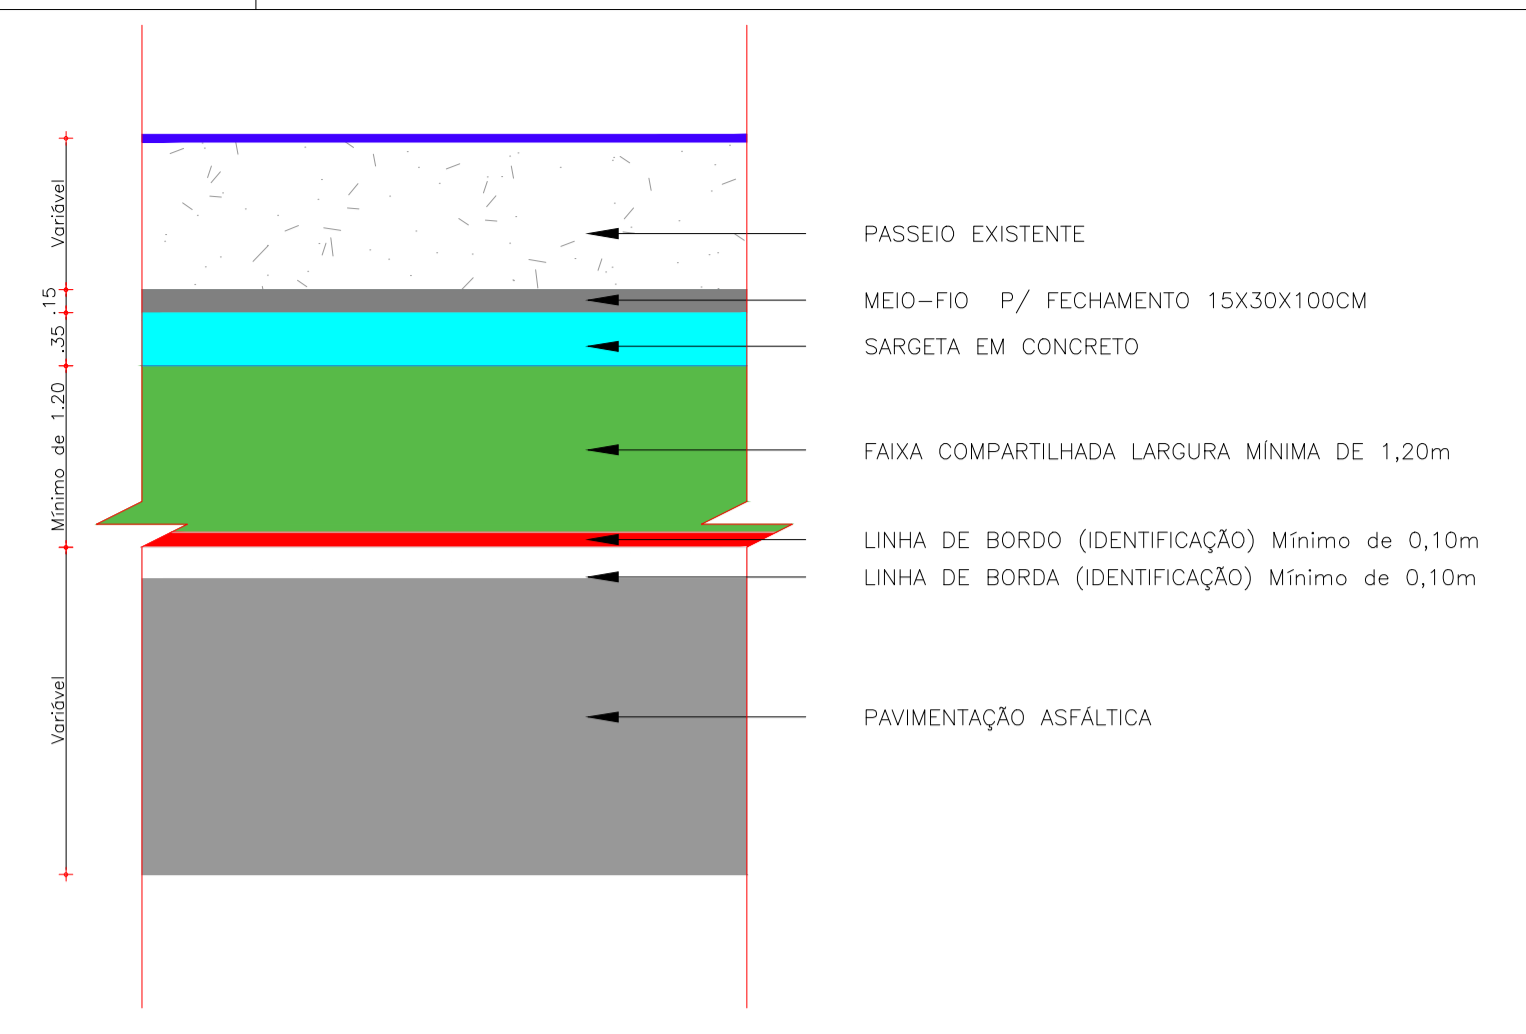 Variável
PASSEIO EXISTENTE
.15
MEIO-FIO P/ FECHAMENTO 15X30X100CM
.35
SARGETA EM CONCRETO
Mínimo de 1.20
FAIXA COMPARTILHADA LARGURA MÍNIMA DE 1,20m
LINHA DE BORDO (IDENTIFICAÇÃO) Mínimo de 0,10m
LINHA DE BORDA (IDENTIFICAÇÃO) Mínimo de 0,10m
Variável
PAVIMENTAÇÃO ASFÁLTICA